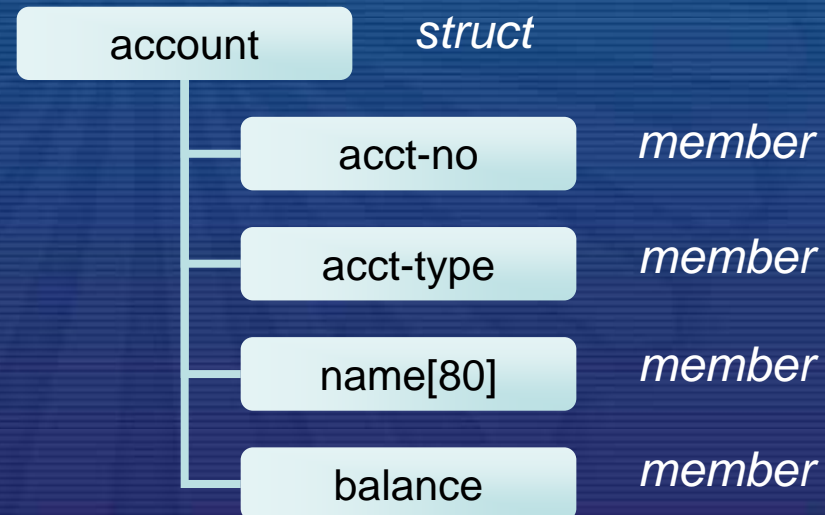 account struct
acct-no member
acct-type member
name[80] member
balance member